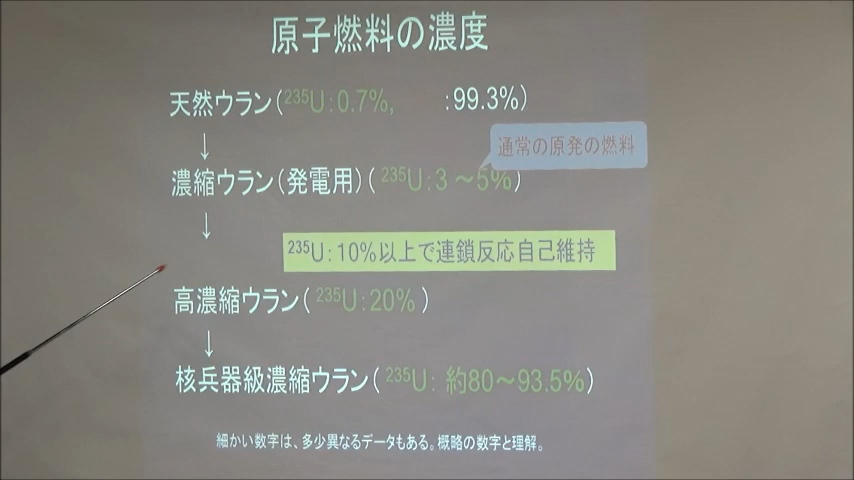 原子燃料の濃度
天然ウラン(²³⁵U:0.7%, :99.3%)
↓
通常の原発の燃料
濃縮ウラン(発電用)(²³⁵U:3~5%)
↓
²³⁵U:10%以上で連鎖反応自己維持
高濃縮ウラン(²³⁵U:20%)
↓
核兵器級濃縮ウラン(²³⁵U: 約80~93.5%)
細かい数字は、多少異なるデータもある。概略の数字と理解。